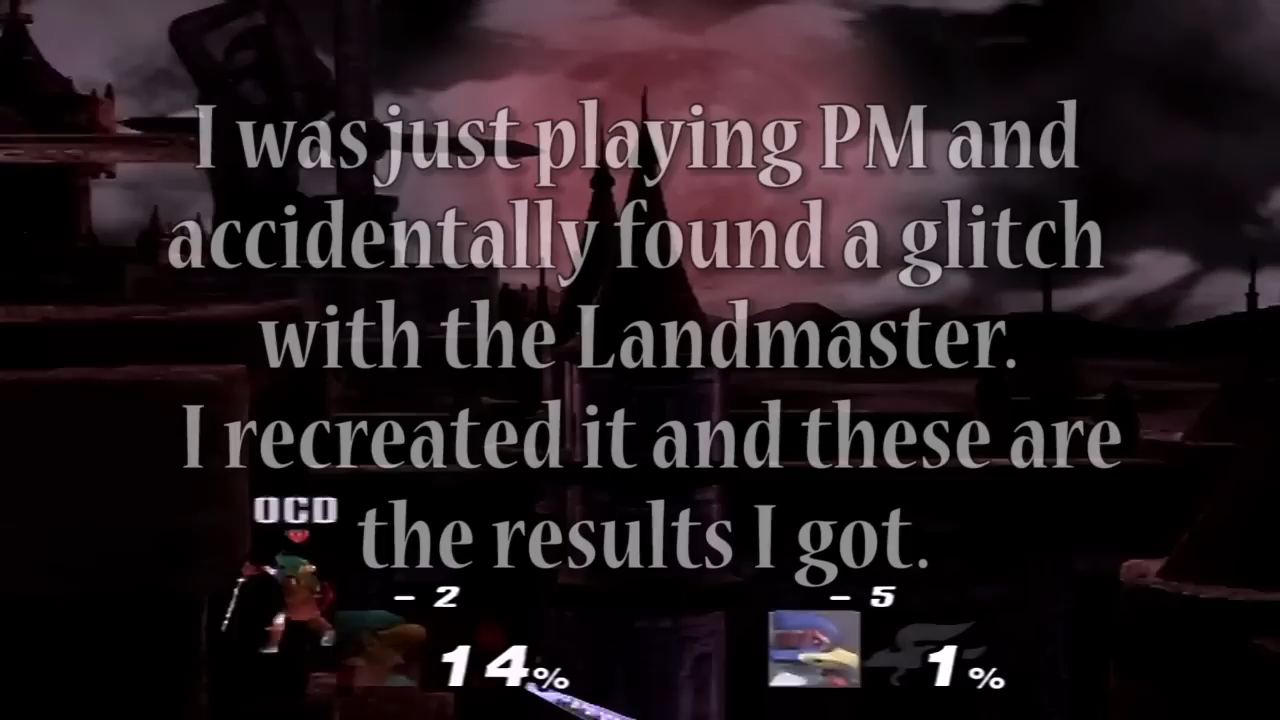 I was just playing PM and
accidentally found a glitch
with the Landmaster.
I recreated it and these are
the results I got.
OCD
– 2
– 5
14%
1%